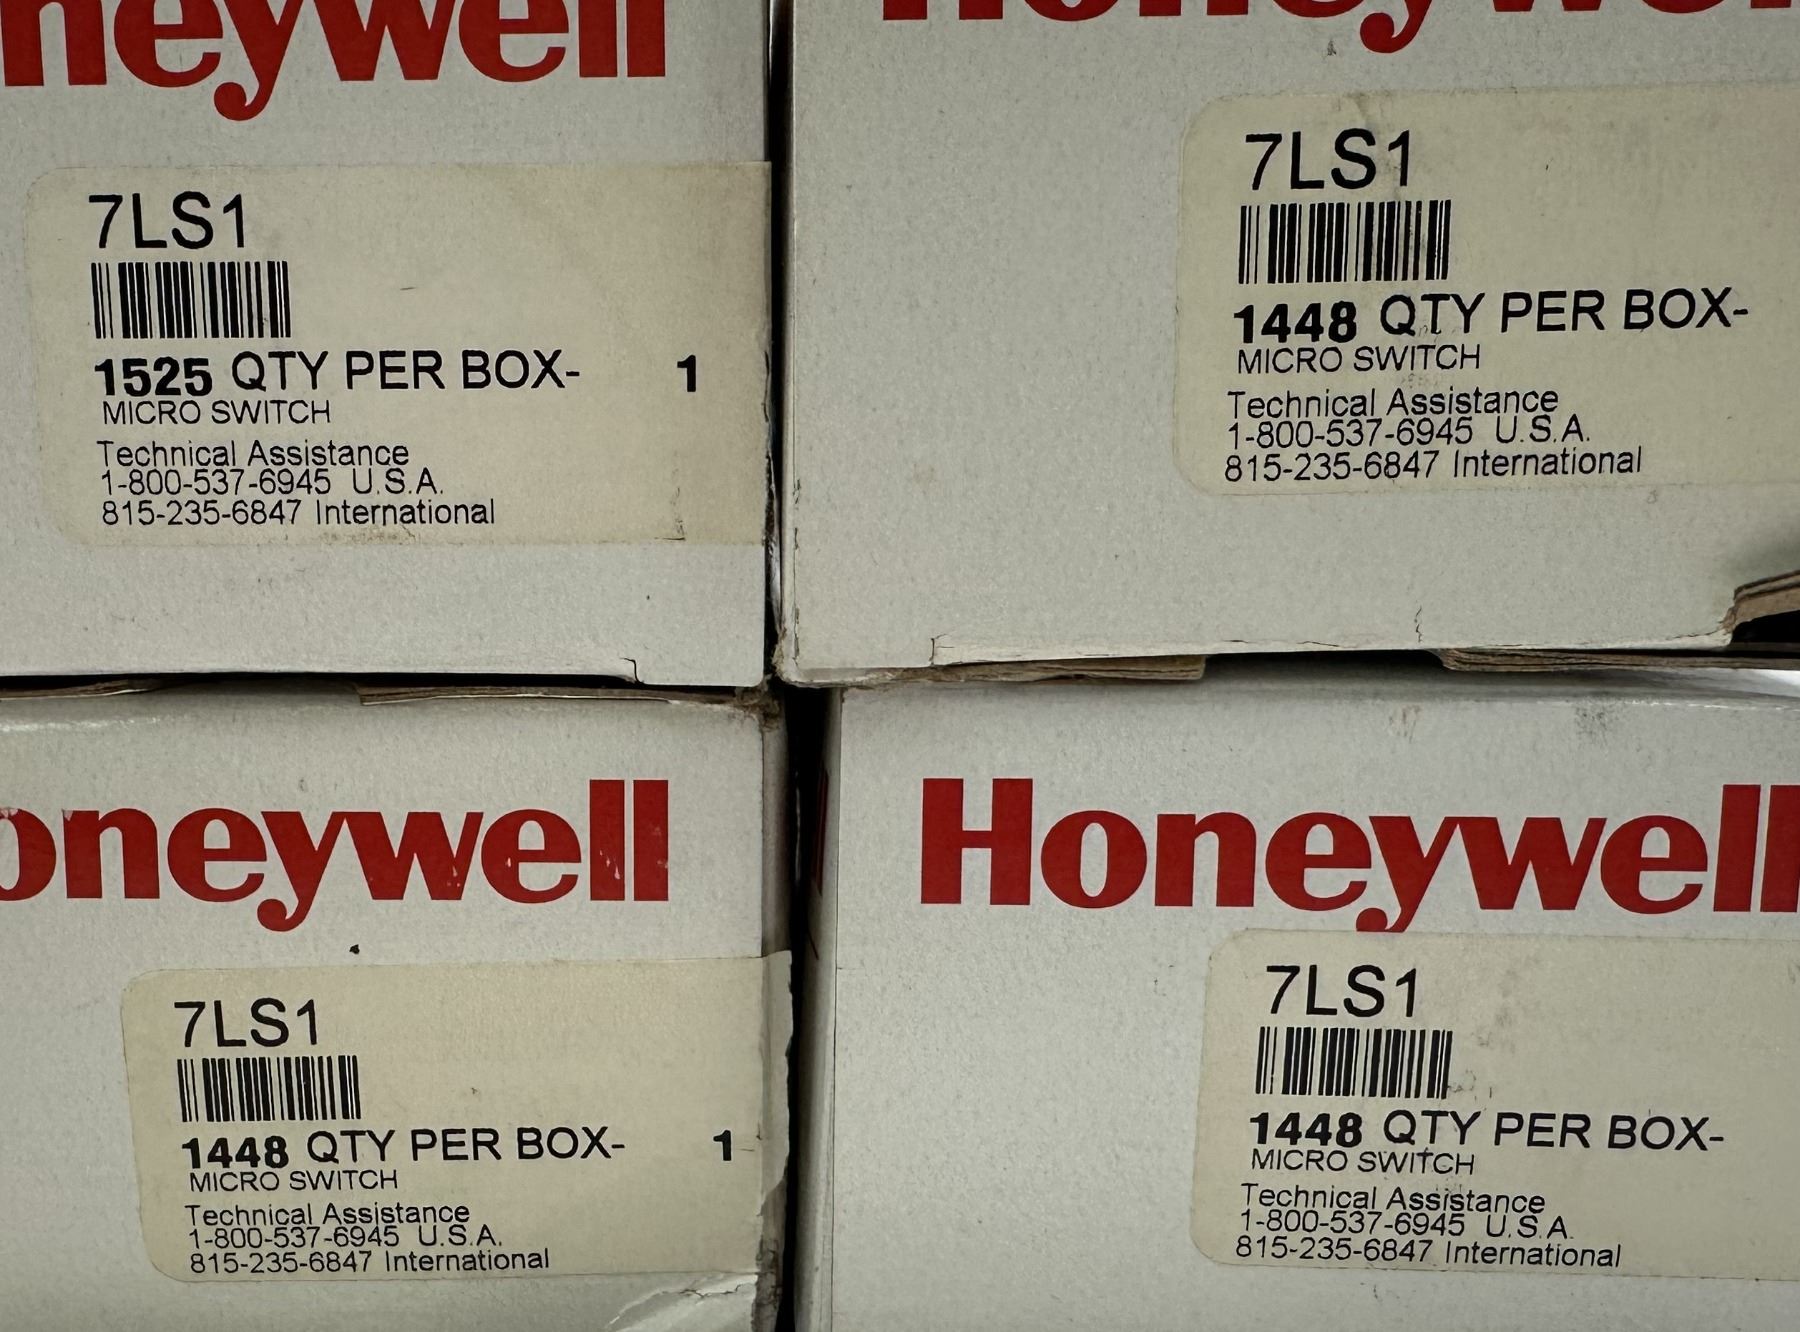 neywell
7LS1
1525 QTY PER BOX- 1
MICRO SWITCH
Technical Assistance
1-800-537-6945 U.S.A.
815-235-6847 International
Honeywell
7LS1
1448 QTY PER BOX-
MICRO SWITCH
Technical Assistance
1-800-537-6945 U.S.A.
815-235-6847 International
oneywell
7LS1
1448 QTY PER BOX- 1
MICRO SWITCH
Technical Assistance
1-800-537-6945 U.S.A.
815-235-6847 International
Honeywell
7LS1
1448 QTY PER BOX-
MICRO SWITCH
Technical Assistance
1-800-537-6945 U.S.A.
815-235-6847 International